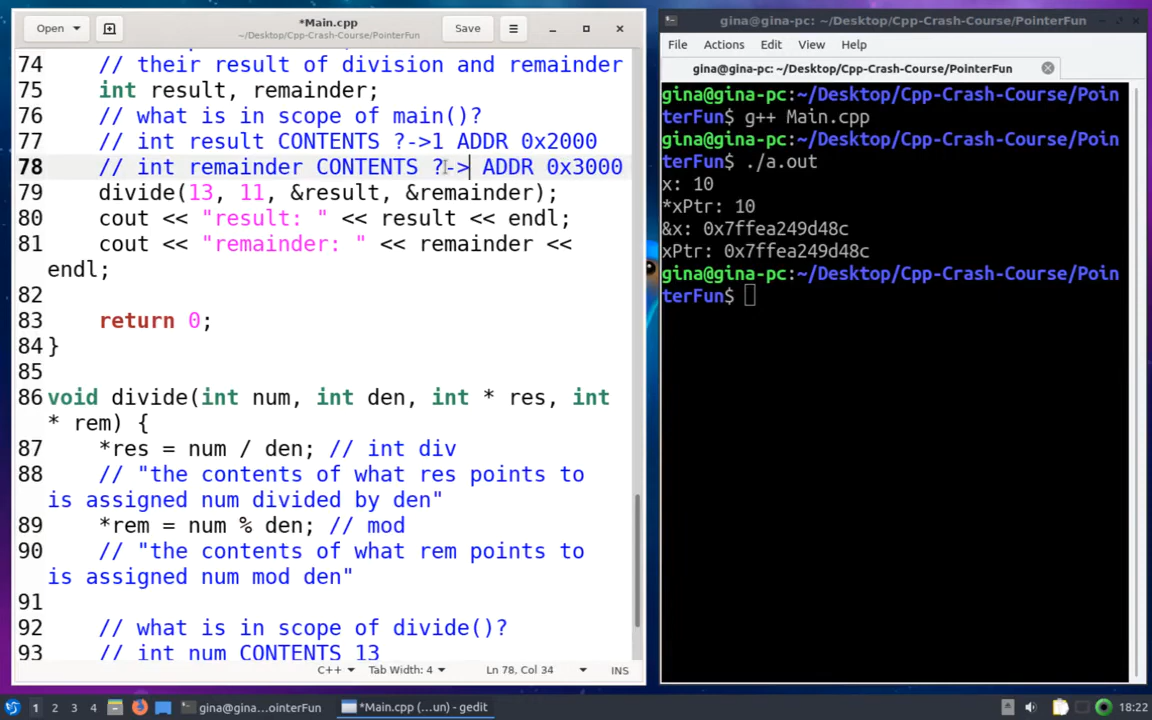 Open
*Main.cpp
~/Desktop/Cpp-Crash-Course/PointerFun
Save
74 // their result of division and remainder
75 int result, remainder;
76 // what is in scope of main()?
77 // int result CONTENTS ?->1 ADDR 0x2000
78 // int remainder CONTENTS ?-> ADDR 0x3000
79 divide(13, 11, &result, &remainder);
80 cout << "result: " << result << endl;
81 cout << "remainder: " << remainder <<
endl;
82
83 return 0;
84 }
85
86 void divide(int num, int den, int * res, int
* rem) {
87 *res = num / den; // int div
88 // "the contents of what res points to
is assigned num divided by den"
89 *rem = num % den; // mod
90 // "the contents of what rem points to
is assigned num mod den"
91
92 // what is in scope of divide()?
93 // int num CONTENTS 13
C++ Tab Width: 4 Ln 78, Col 34 INS
gina@gina-pc: ~/Desktop/Cpp-Crash-Course/PointerFun
File Actions Edit View Help
gina@gina-pc: ~/Desktop/Cpp-Crash-Course/PointerFun
gina@gina-pc:~/Desktop/Cpp-Crash-Course/Poin
terFun$ g++ Main.cpp
gina@gina-pc:~/Desktop/Cpp-Crash-Course/Poin
terFun$ ./a.out
x: 10
*xPtr: 10
&x: 0x7ffea249d48c
xPtr: 0x7ffea249d48c
gina@gina-pc:~/Desktop/Cpp-Crash-Course/Poin
terFun$
1 2 3 4 gina@gina...ointerFun *Main.cpp (...un) - gedit 18:22